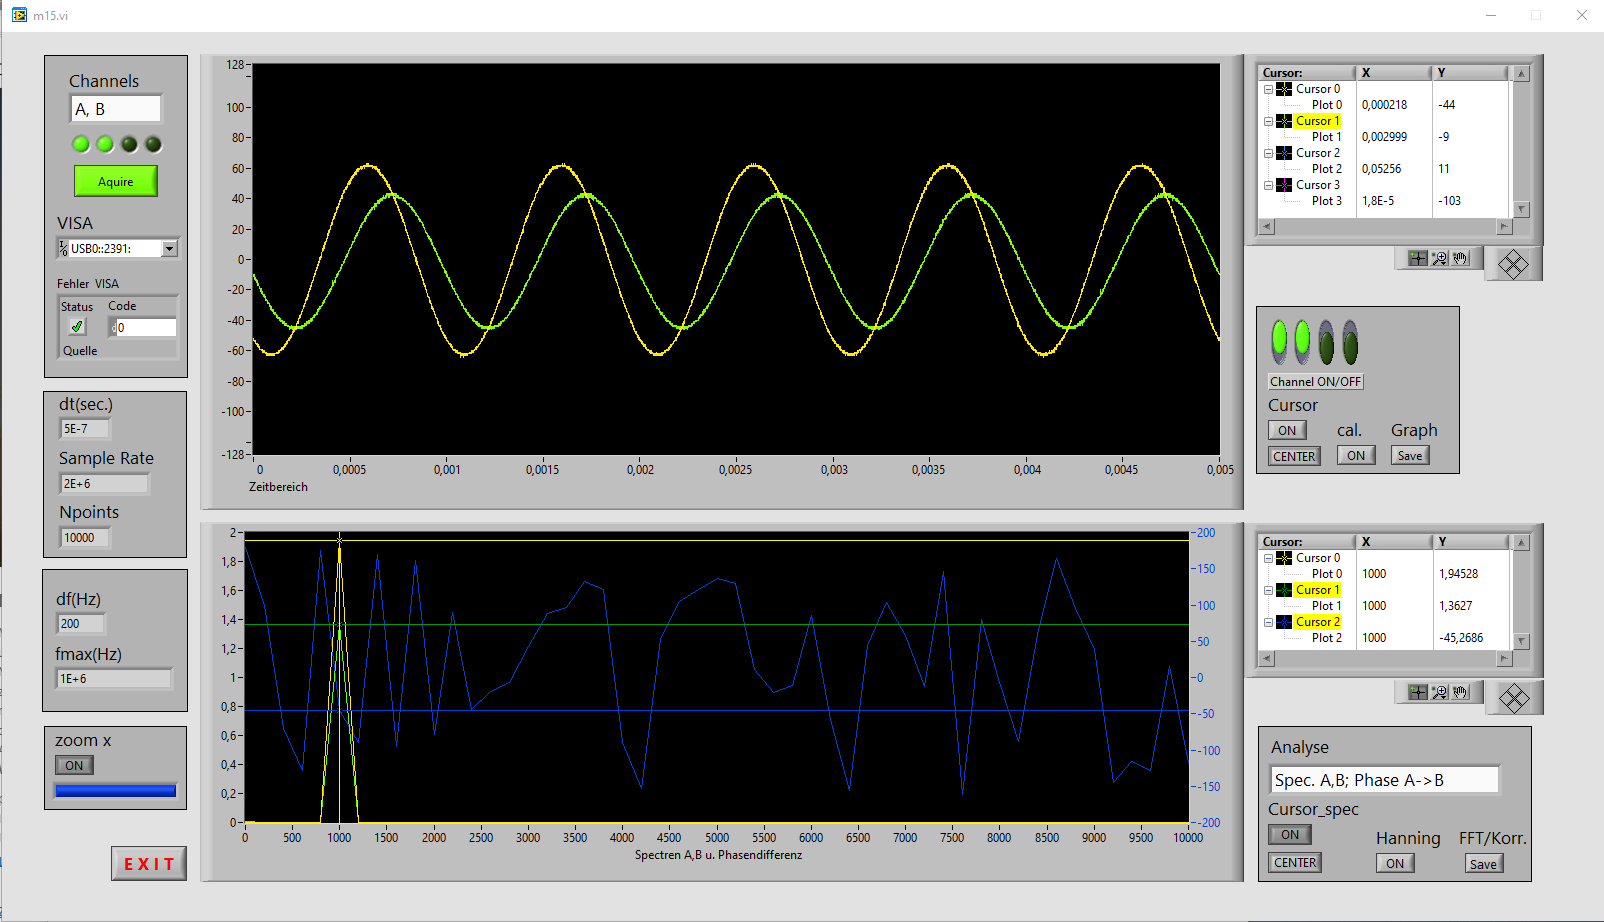 m15.vi
Channels
A, B
Aquire
VISA
USB0::2391:
Fehler VISA
Status Code
0
Quelle
dt(sec.)
5E-7
Sample Rate
2E+6
Npoints
10000
df(Hz)
200
fmax(Hz)
1E+6
zoom x
ON
EXIT
128
100
80
60
40
20
0
-20
-40
-60
-80
-100
-128
0 0,0005 0,001 0,0015 0,002 0,0025 0,003 0,0035 0,004 0,0045 0,005
Zeitbereich
Cursor: X Y
Cursor 0
Plot 0 0,000218 -44
Cursor 1
Plot 1 0,002999 -9
Cursor 2
Plot 2 0,05256 11
Cursor 3
Plot 3 1,8E-5 -103
Channel ON/OFF
Cursor
ON cal. Graph
CENTER ON Save
2
1,8
1,6
1,4
1,2
1
0,8
0,6
0,4
0,2
0
200
150
100
50
-0
-50
-100
-150
-200
0 500 1000 1500 2000 2500 3000 3500 4000 4500 5000 5500 6000 6500 7000 7500 8000 8500 9000 9500 10000
Spectren A,B u. Phasendifferenz
Cursor: X Y
Cursor 0
Plot 0 1000 1,94528
Cursor 1
Plot 1 1000 1,3627
Cursor 2
Plot 2 1000 -45,2686
Analyse
Spec. A,B; Phase A->B
Cursor_spec
ON Hanning FFT/Korr.
CENTER ON Save